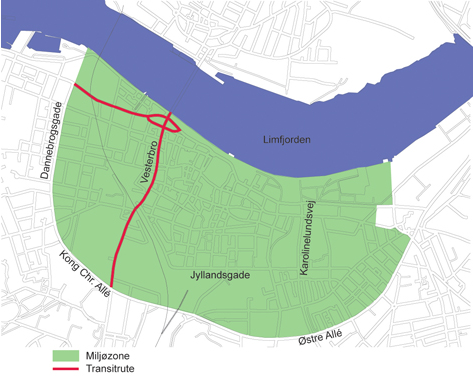 Limfjorden
Dannebrogsgade
Vesterbro
Karolinelundsvej
Kong Chr. Allé
Jyllandsgade
Østre Allé
Miljøzone
Transitrute